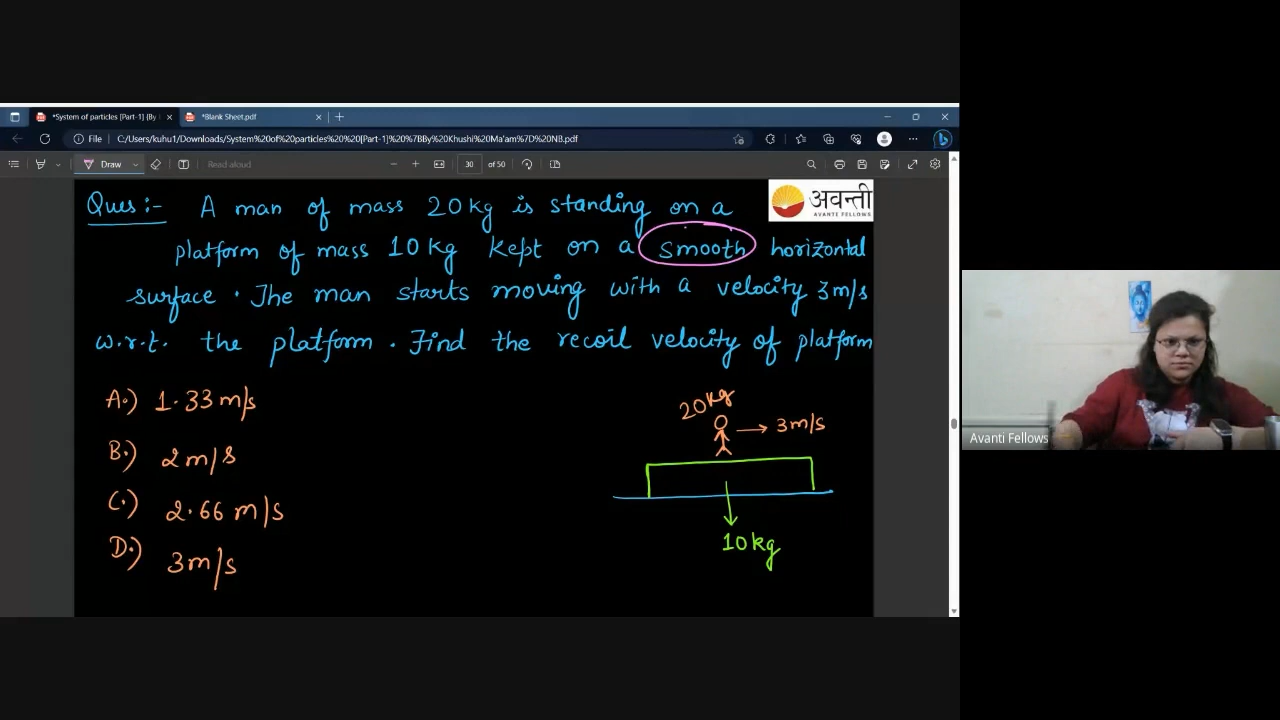 *System of particles [Part-1] {By
*Blank Sheet.pdf
File
C:/Users/kuhu1/Downloads/System%20of%20particles%20%20[Part-1]%20%7BBy%20Khushi%20Ma'am%7D%20NB.pdf
Draw
Read aloud
30 of 50
Ques:- A man of mass 20 kg is standing on a
platform of mass 10 kg kept on a smooth horizontal
surface. The man starts moving with a velocity 3 m/s
w.r.t. the platform. Find the recoil velocity of platform
अवन्ती
AVANTI FELLOWS
A.) 1.33 m/s
B.) 2 m/s
C.) 2.66 m/s
D.) 3 m/s
20 kg
3 m/s
10 kg
Avanti Fellows